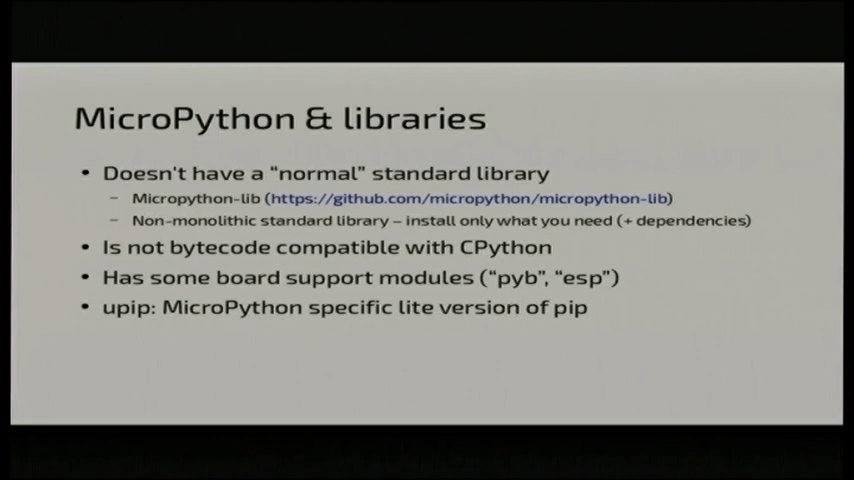 MicroPython & libraries
• Doesn't have a “normal” standard library
– Micropython-lib (https://github.com/micropython/micropython-lib)
– Non-monolithic standard library – install only what you need (+ dependencies)
• Is not bytecode compatible with CPython
• Has some board support modules (“pyb”, “esp”)
• upip: MicroPython specific lite version of pip